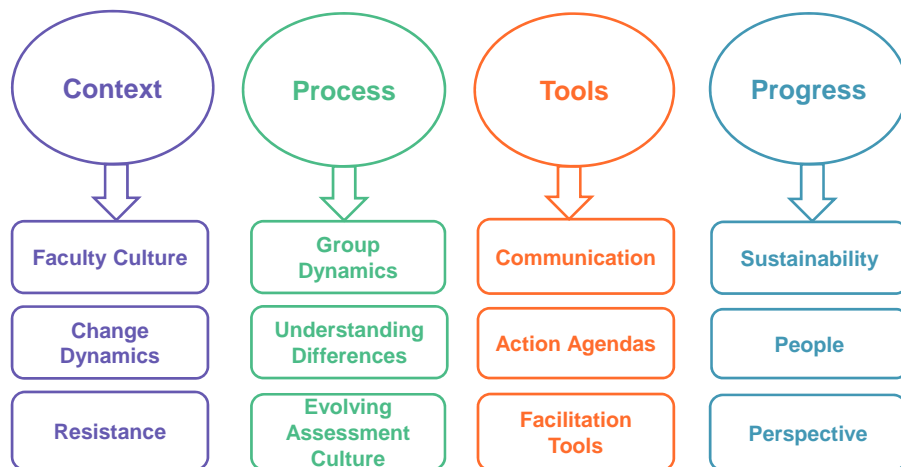 Context
Process
Tools
Progress
Faculty Culture
Group
Dynamics
Communication
Sustainability
Change
Dynamics
Understanding
Differences
Action Agendas
People
Resistance
Evolving
Assessment
Culture
Facilitation
Tools
Perspective